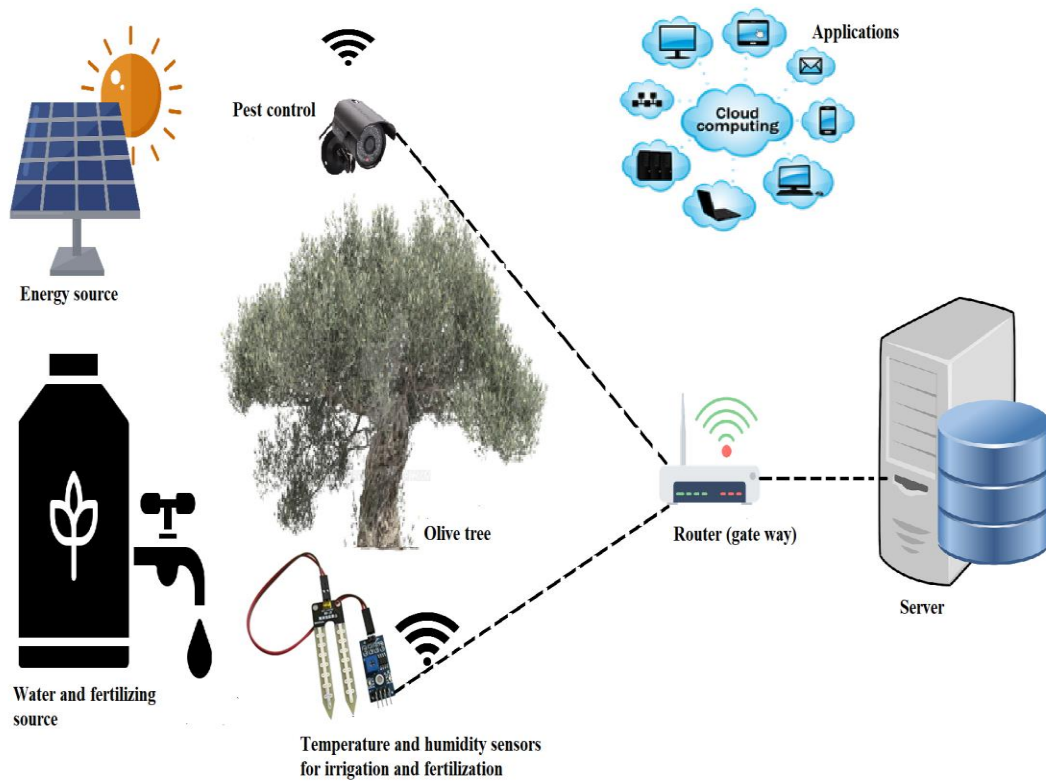 Applications
Pest control
Cloud
computing
Energy source
Olive tree
Router (gate way)
Server
Water and fertilizing
source
Temperature and humidity sensors
for irrigation and fertilization